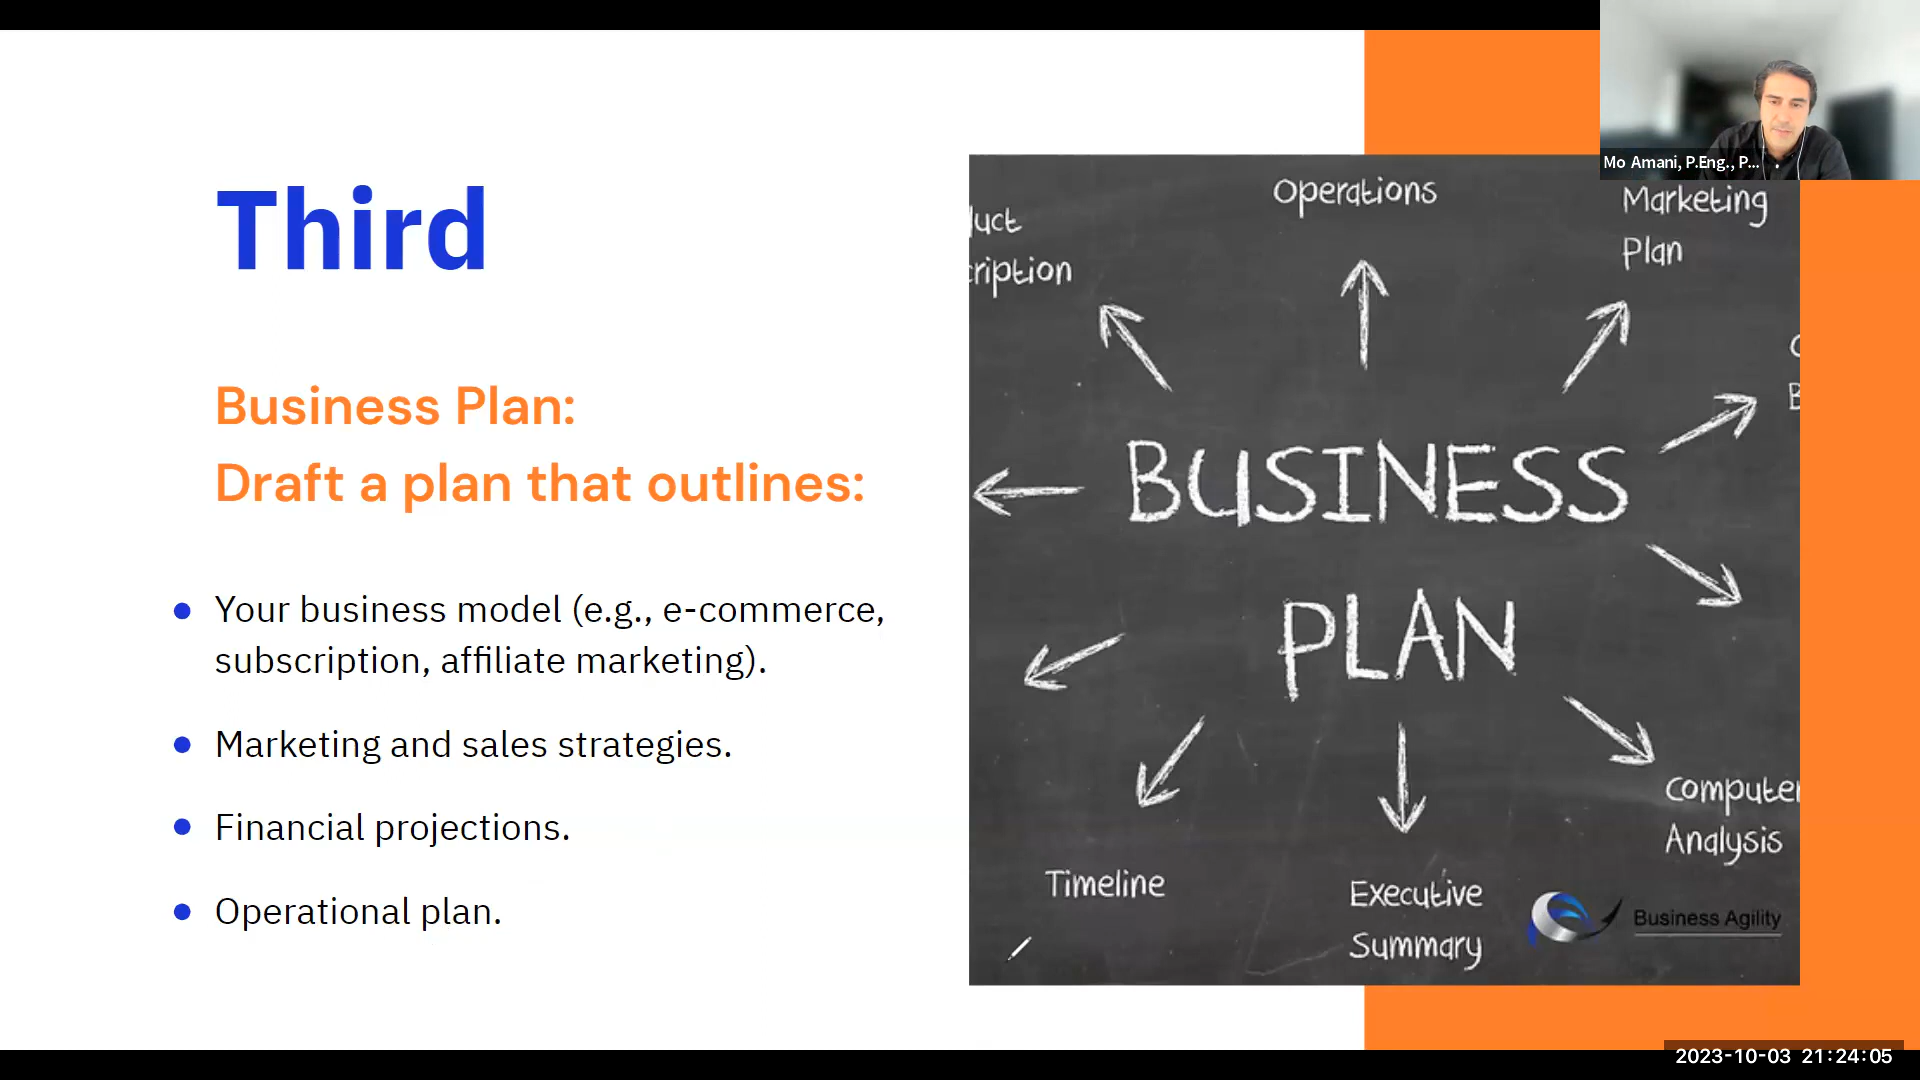 Third
Business Plan:
Draft a plan that outlines:
Your business model (e.g., e-commerce,
subscription, affiliate marketing).
Marketing and sales strategies.
Financial projections.
Operational plan.
Operations
Marketing
Plan
BUSINESS
PLAN
Timeline
Executive
Summary
Analysis
Business Agility
Mo Amani, P.Eng., P...
2023-10-03 21:24:05